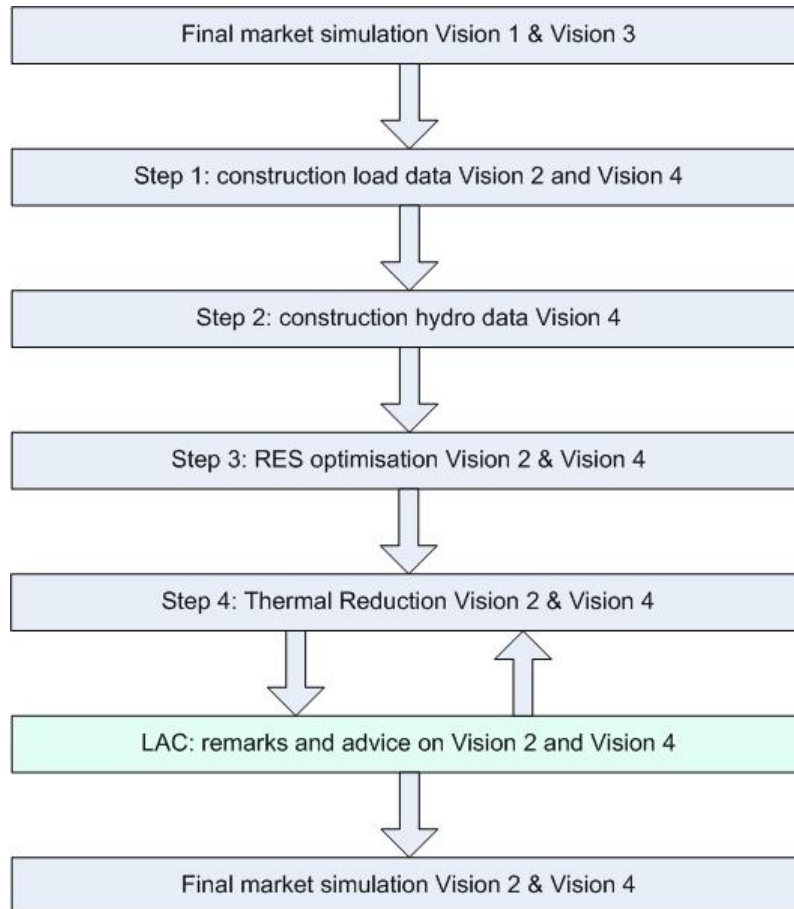 Final market simulation Vision 1 & Vision 3
Step 1: construction load data Vision 2 and Vision 4
Step 2: construction hydro data Vision 4
Step 3: RES optimisation Vision 2 & Vision 4
Step 4: Thermal Reduction Vision 2 & Vision 4
LAC: remarks and advice on Vision 2 and Vision 4
Final market simulation Vision 2 & Vision 4